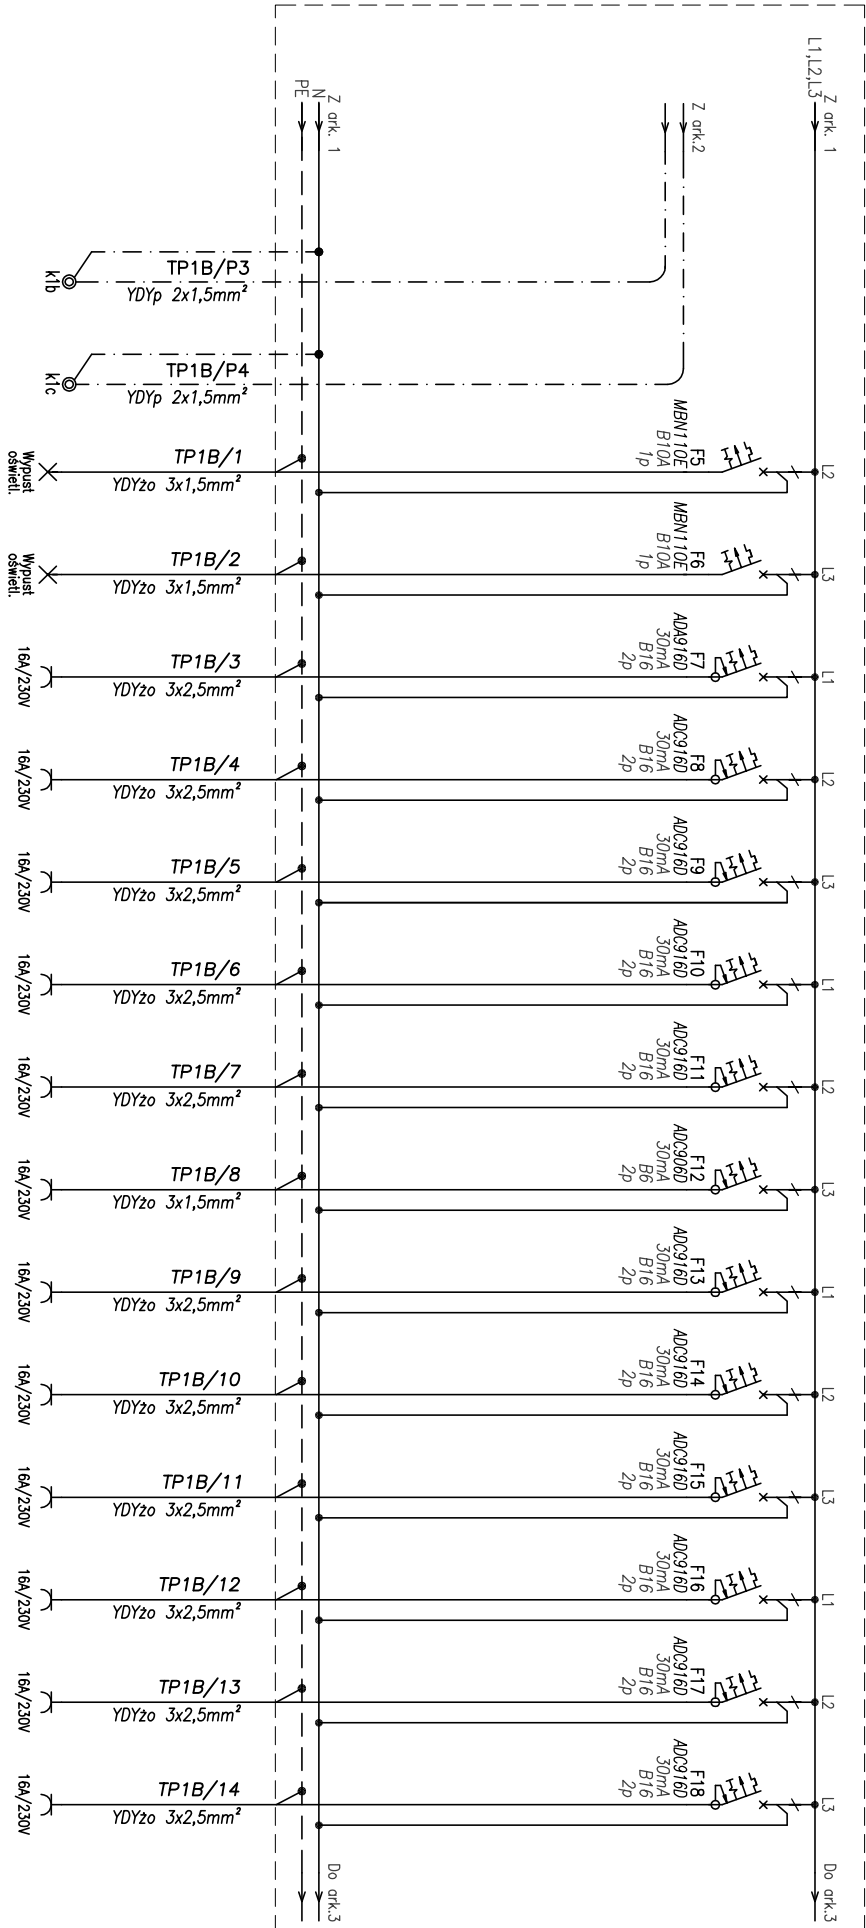 L1,L2,L3
Z ark. 1
Z ark.2
Z ark. 1
N
PE
TP1B/P3
YDYp 2x1,5mm²
k1b
TP1B/P4
YDYp 2x1,5mm²
k1c
L2
F5
MBN110E
B10A
1p
TP1B/1
YDYżo 3x1,5mm²
Wypust
oświetl.
L3
F6
MBN110E
B10A
1p
TP1B/2
YDYżo 3x1,5mm²
Wypust
oświetl.
L1
F7
ADA916D
30mA
B16
2p
TP1B/3
YDYżo 3x2,5mm²
16A/230V
L2
F8
ADC916D
30mA
B16
2p
TP1B/4
YDYżo 3x2,5mm²
16A/230V
L3
F9
ADC916D
30mA
B16
2p
TP1B/5
YDYżo 3x2,5mm²
16A/230V
L1
F10
ADC916D
30mA
B16
2p
TP1B/6
YDYżo 3x2,5mm²
16A/230V
L2
F11
ADC916D
30mA
B16
2p
TP1B/7
YDYżo 3x2,5mm²
16A/230V
L3
F12
ADC906D
30mA
B6
2p
TP1B/8
YDYżo 3x1,5mm²
16A/230V
L1
F13
ADC916D
30mA
B16
2p
TP1B/9
YDYżo 3x2,5mm²
16A/230V
L2
F14
ADC916D
30mA
B16
2p
TP1B/10
YDYżo 3x2,5mm²
16A/230V
L3
F15
ADC916D
30mA
B16
2p
TP1B/11
YDYżo 3x2,5mm²
16A/230V
L1
F16
ADC916D
30mA
B16
2p
TP1B/12
YDYżo 3x2,5mm²
16A/230V
L2
F17
ADC916D
30mA
B16
2p
TP1B/13
YDYżo 3x2,5mm²
16A/230V
L3
F18
ADC916D
30mA
B16
2p
TP1B/14
YDYżo 3x2,5mm²
16A/230V
Do ark.3
Do ark.3